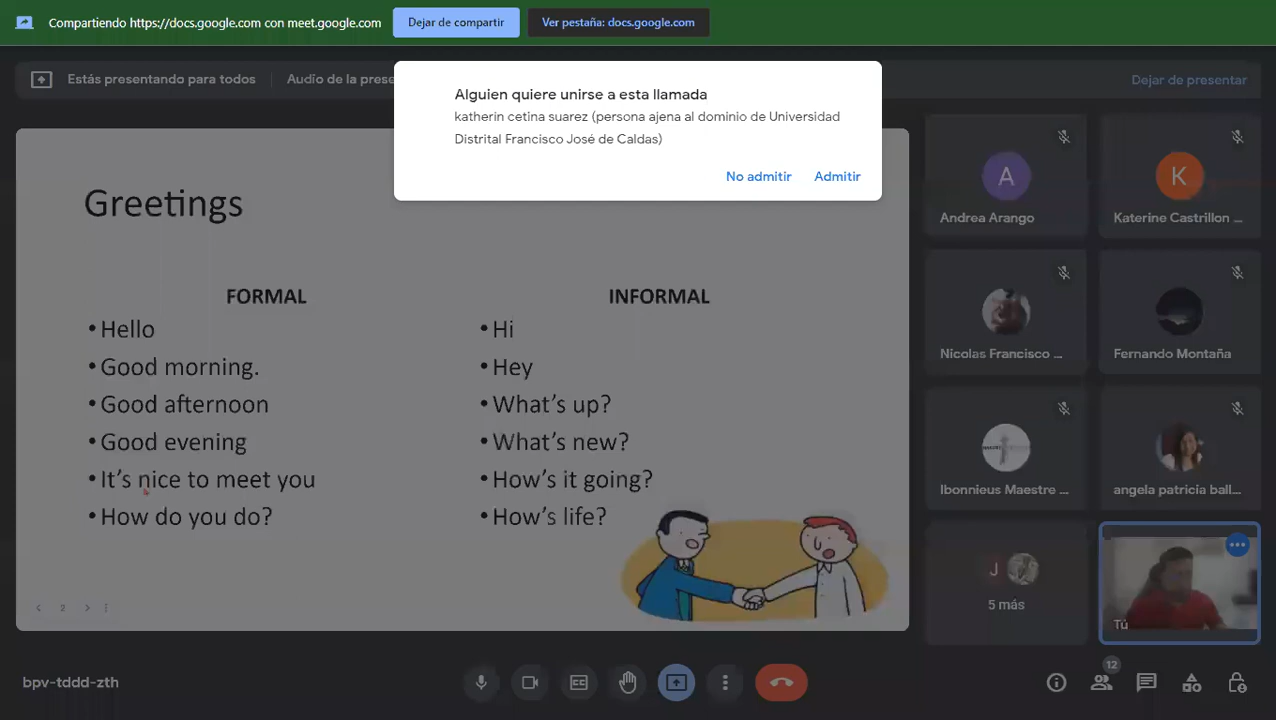 Compartiendo https://docs.google.com con meet.google.com
Dejar de compartir
Ver pestaña: docs.google.com
Estás presentando para todos
Audio de la prese
Dejar de presentar
Alguien quiere unirse a esta llamada
katherin cetina suarez (persona ajena al dominio de Universidad
Distrital Francisco José de Caldas)
No admitir
Admitir
Greetings
FORMAL
• Hello
• Good morning.
• Good afternoon
• Good evening
• It's nice to meet you
• How do you do?
INFORMAL
• Hi
• Hey
• What's up?
• What's new?
• How's it going?
• How's life?
2
A
Andrea Arango
K
Katerine Castrillon ...
Nicolas Francisco ...
Fernando Montaña
Ibonnieus Maestre ...
angela patricia ball...
J
5 más
Tú
bpv-tddd-zth
12